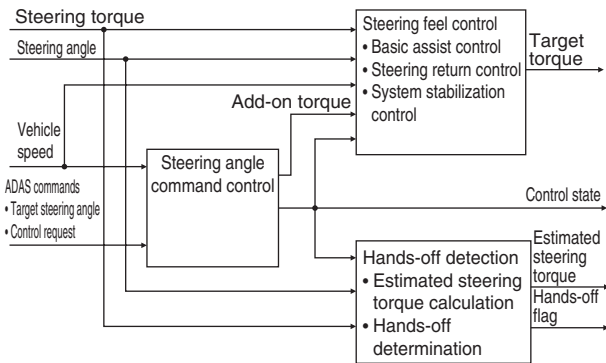 Steering torque
Steering angle
Vehicle
speed
ADAS commands
• Target steering angle
• Control request
Steering angle
command control
Add-on torque
Steering feel control
• Basic assist control
• Steering return control
• System stabilization
control
Target
torque
Control state
Hands-off detection
• Estimated steering
torque calculation
• Hands-off
determination
Estimated
steering
torque
Hands-off
flag